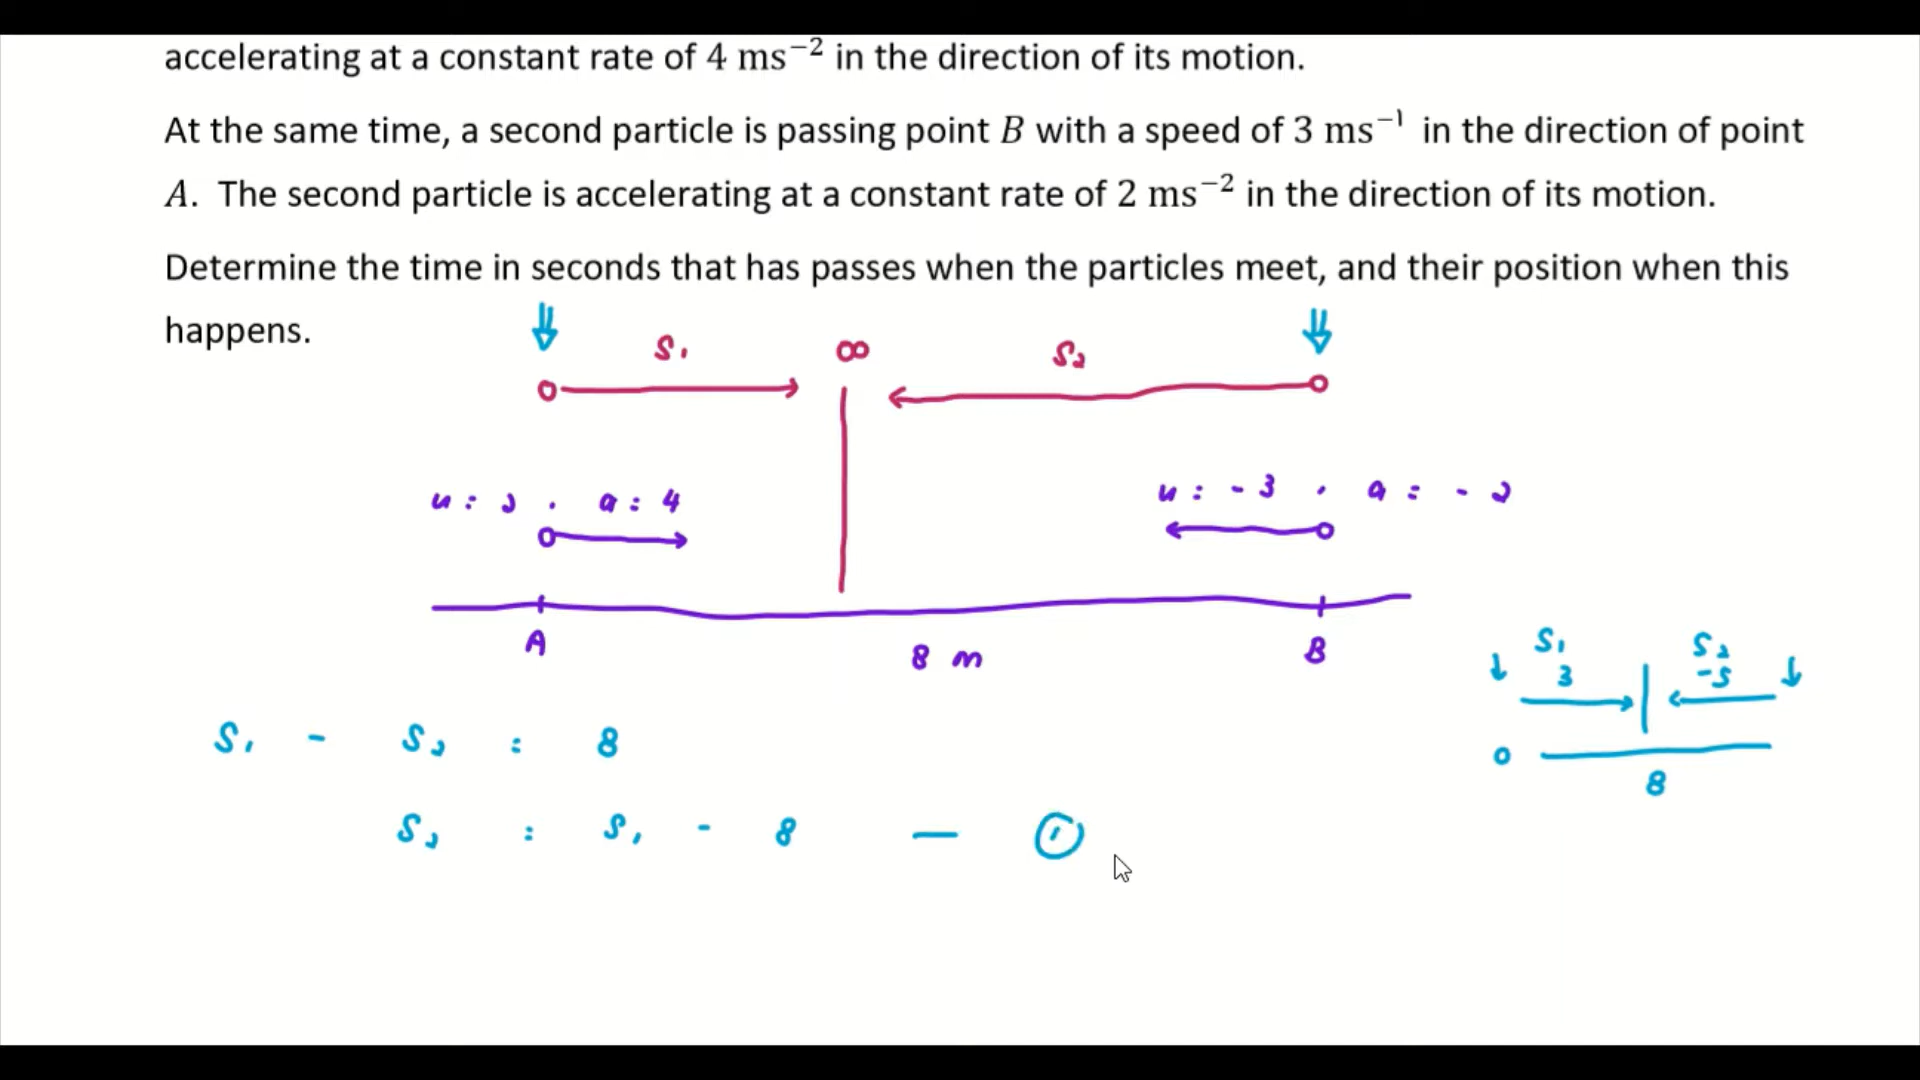 accelerating at a constant rate of 4 ms⁻² in the direction of its motion.
At the same time, a second particle is passing point B with a speed of 3 ms⁻¹ in the direction of point
A. The second particle is accelerating at a constant rate of 2 ms⁻² in the direction of its motion.
Determine the time in seconds that has passes when the particles meet, and their position when this
happens.
S₁ S₂
u = 2 , a = 4 u = -3 , a = -2
A 8 m B
S₁ S₂
3 -5
S₁ - S₂ = 8
0 8
S₂ = S₁ - 8 — ①